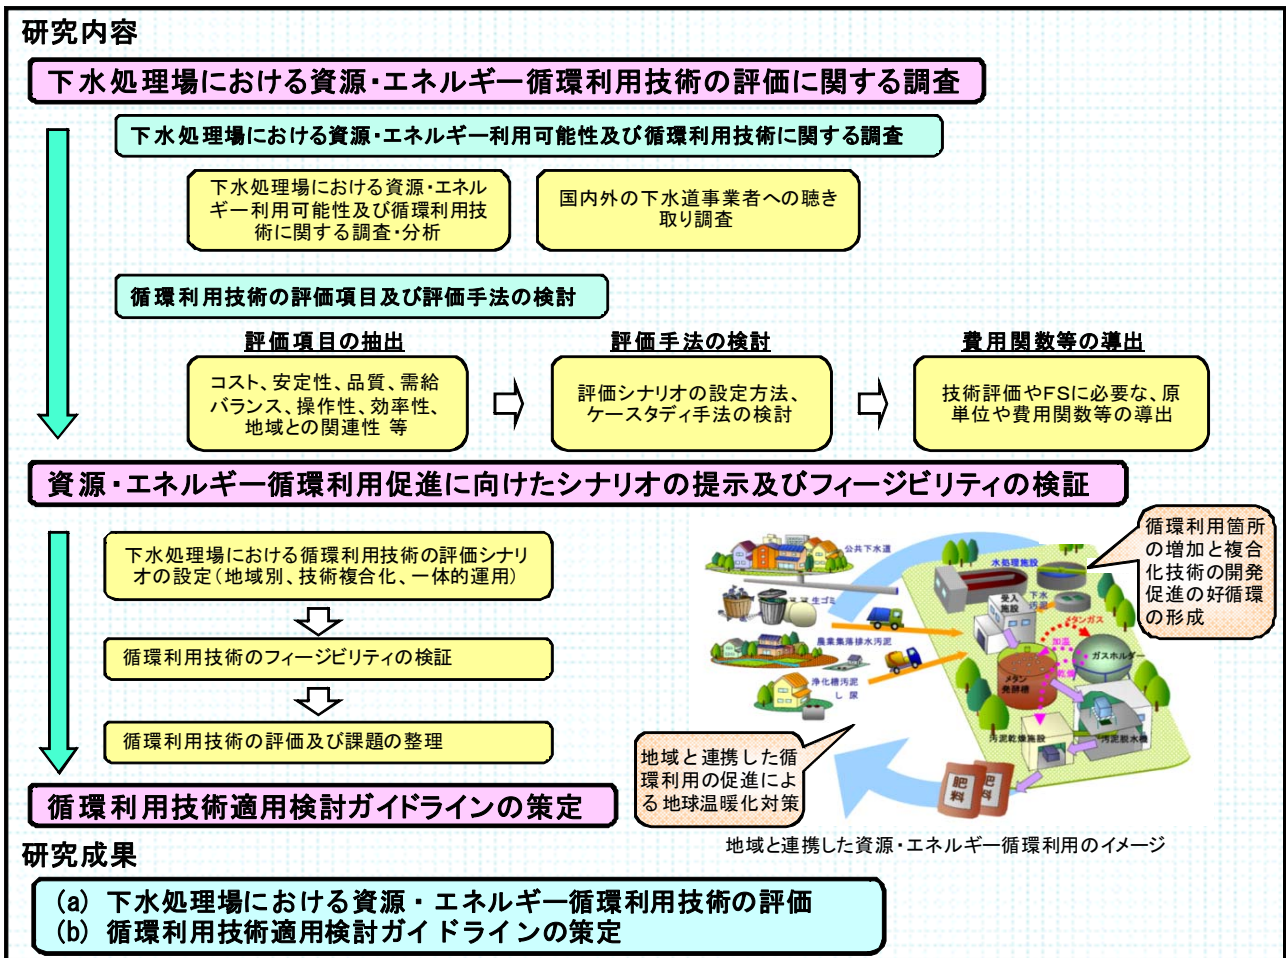 研究内容
下水処理場における資源・エネルギー循環利用技術の評価に関する調査
下水処理場における資源・エネルギー利用可能性及び循環利用技術に関する調査
下水処理場における資源・エネル
ギー利用可能性及び循環利用技
術に関する調査・分析
国内外の下水道事業者への聴き
取り調査
循環利用技術の評価項目及び評価手法の検討
評価項目の抽出
コスト、安定性、品質、需給
バランス、操作性、効率性、
地域との関連性 等
評価手法の検討
評価シナリオの設定方法、
ケースタディ手法の検討
費用関数等の導出
技術評価やFSに必要な、原
単位や費用関数等の導出
資源・エネルギー循環利用促進に向けたシナリオの提示及びフィージビリティの検証
下水処理場における循環利用技術の評価シナリ
オの設定(地域別、技術複合化、一体的運用)
循環利用技術のフィージビリティの検証
循環利用技術の評価及び課題の整理
循環利用箇所
の増加と複合
化技術の開発
促進の好循環
の形成
公共下水道
生ゴミ
農業集落排水汚泥
浄化槽汚泥
し 尿
水処理施設
受入
施設
下水
汚泥
メタンガス
加温
ガスホルダー
メタン
発酵槽
乾燥
汚泥乾燥施設
汚泥脱水機
肥料
肥料
地域と連携した循
環利用の促進によ
る地球温暖化対策
地域と連携した資源・エネルギー循環利用のイメージ
循環利用技術適用検討ガイドラインの策定
研究成果
(a) 下水処理場における資源・エネルギー循環利用技術の評価
(b) 循環利用技術適用検討ガイドラインの策定